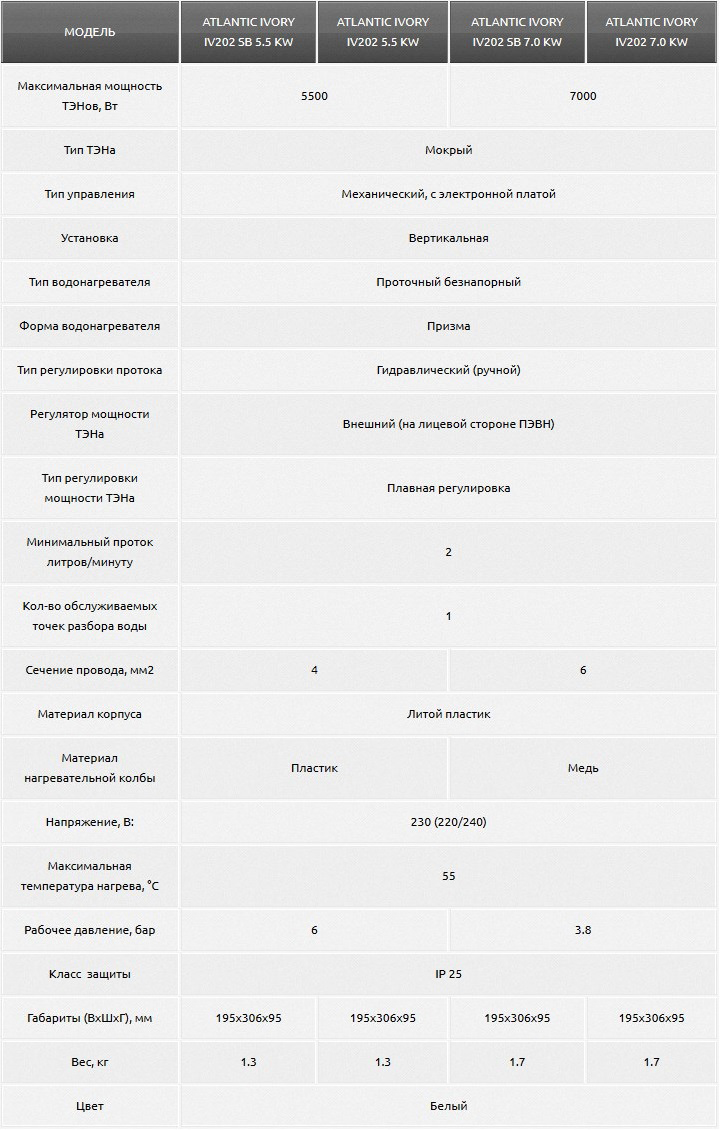 МОДЕЛЬ
ATLANTIC IVORY
IV202 SB 5.5 KW
ATLANTIC IVORY
IV202 5.5 KW
ATLANTIC IVORY
IV202 SB 7.0 KW
ATLANTIC IVORY
IV202 7.0 KW
Максимальная мощность
ТЭНов, Вт
5500
7000
Тип ТЭНа
Мокрый
Тип управления
Механический, с электронной платой
Установка
Вертикальная
Тип водонагревателя
Проточный безнапорный
Форма водонагревателя
Призма
Тип регулировки протока
Гидравлический (ручной)
Регулятор мощности
ТЭНа
Внешний (на лицевой стороне ПЭВН)
Тип регулировки
мощности ТЭНа
Плавная регулировка
Минимальный проток
литров/минуту
2
Кол-во обслуживаемых
точек разбора воды
1
Сечение провода, мм2
4
6
Материал корпуса
Литой пластик
Материал
нагревательной колбы
Пластик
Медь
Напряжение, В:
230 (220/240)
Максимальная
температура нагрева, °C
55
Рабочее давление, бар
6
3.8
Класс защиты
IP 25
Габариты (ВхШхГ), мм
195х306х95
195х306х95
195х306х95
195х306х95
Вес, кг
1.3
1.3
1.7
1.7
Цвет
Белый